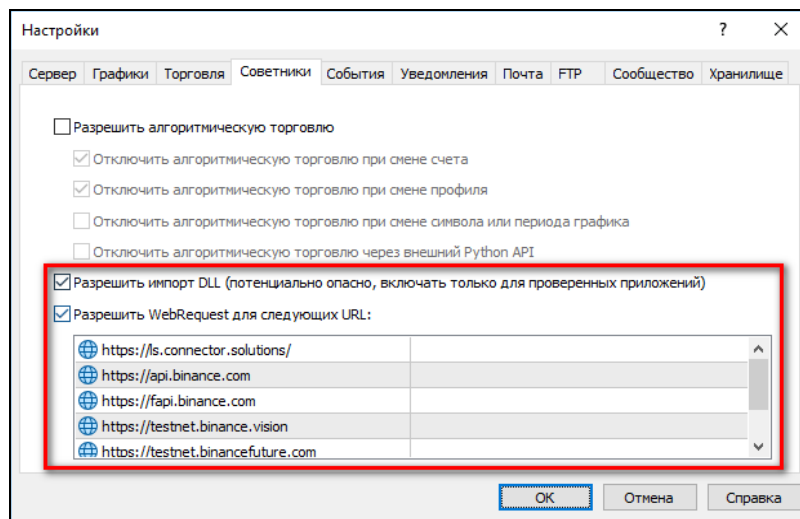 Настройки
Сервер Графики Торговля Советники События Уведомления Почта FTP Сообщество Хранилище
Разрешить алгоритмическую торговлю
Отключить алгоритмическую торговлю при смене счета
Отключить алгоритмическую торговлю при смене профиля
Отключить алгоритмическую торговлю при смене символа или периода графика
Отключить алгоритмическую торговлю через внешний Python API
Разрешить импорт DLL (потенциально опасно, включать только для проверенных приложений)
Разрешить WebRequest для следующих URL:
https://ls.connector.solutions/
https://api.binance.com
https://fapi.binance.com
https://testnet.binance.vision
https://testnet.binancefuture.com
OK Отмена Справка